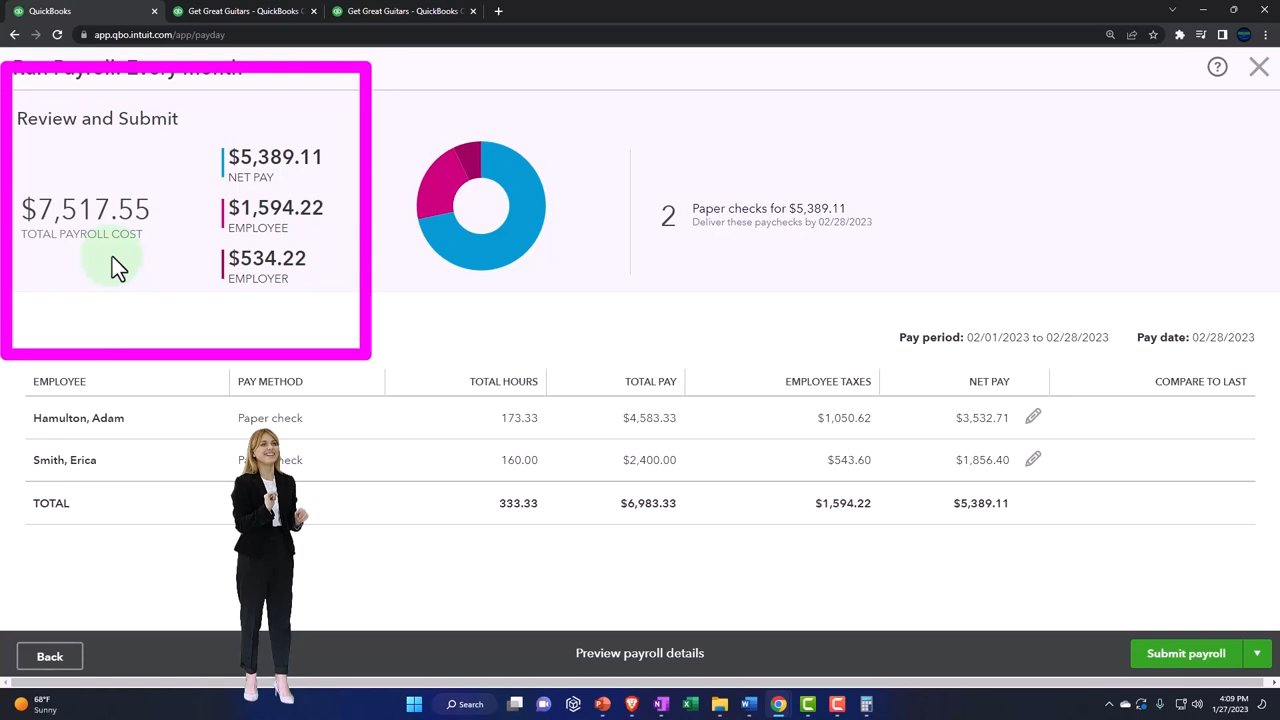 QuickBooks
Get Great Guitars - QuickBooks C
Get Great Guitars - QuickBooks C
app.qbo.intuit.com/app/payday
Run Payroll: Every Month
Review and Submit
$7,517.55
TOTAL PAYROLL COST
$5,389.11
NET PAY
$1,594.22
EMPLOYEE
$534.22
EMPLOYER
2
Paper checks for $5,389.11
Deliver these paychecks by 02/28/2023
Pay period: 02/01/2023 to 02/28/2023 Pay date: 02/28/2023
EMPLOYEE PAY METHOD TOTAL HOURS TOTAL PAY EMPLOYEE TAXES NET PAY COMPARE TO LAST
Hamulton, Adam Paper check 173.33 $4,583.33 $1,050.62 $3,532.71
Smith, Erica 160.00 $2,400.00 $543.60 $1,856.40
TOTAL 333.33 $6,983.33 $1,594.22 $5,389.11
Back
Preview payroll details
Submit payroll
68°F
Sunny
Search
4:09 PM
1/27/2023